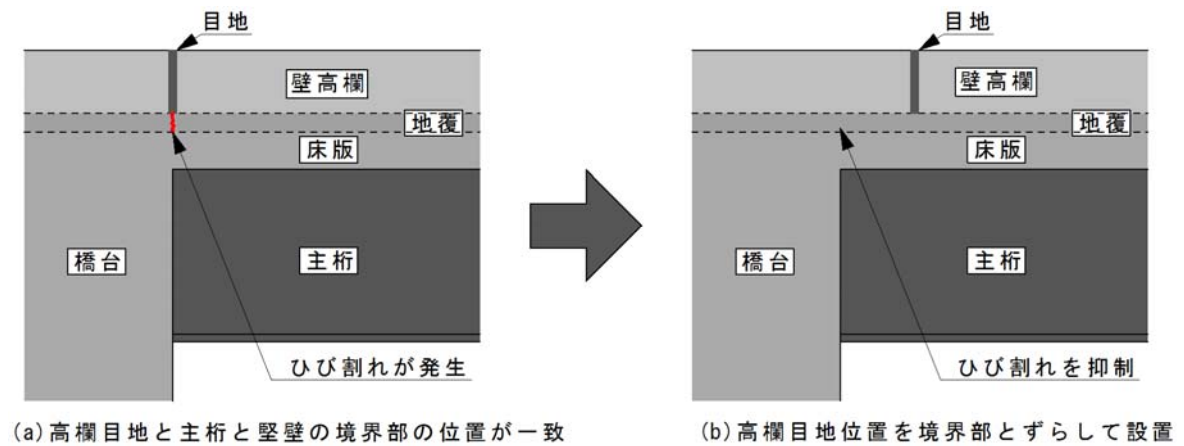 目地
壁高欄
地覆
床版
橋台
主桁
ひび割れが発生
(a)高欄目地と主桁と竪壁の境界部の位置が一致
目地
壁高欄
地覆
床版
橋台
主桁
ひび割れを抑制
(b)高欄目地位置を境界部とずらして設置